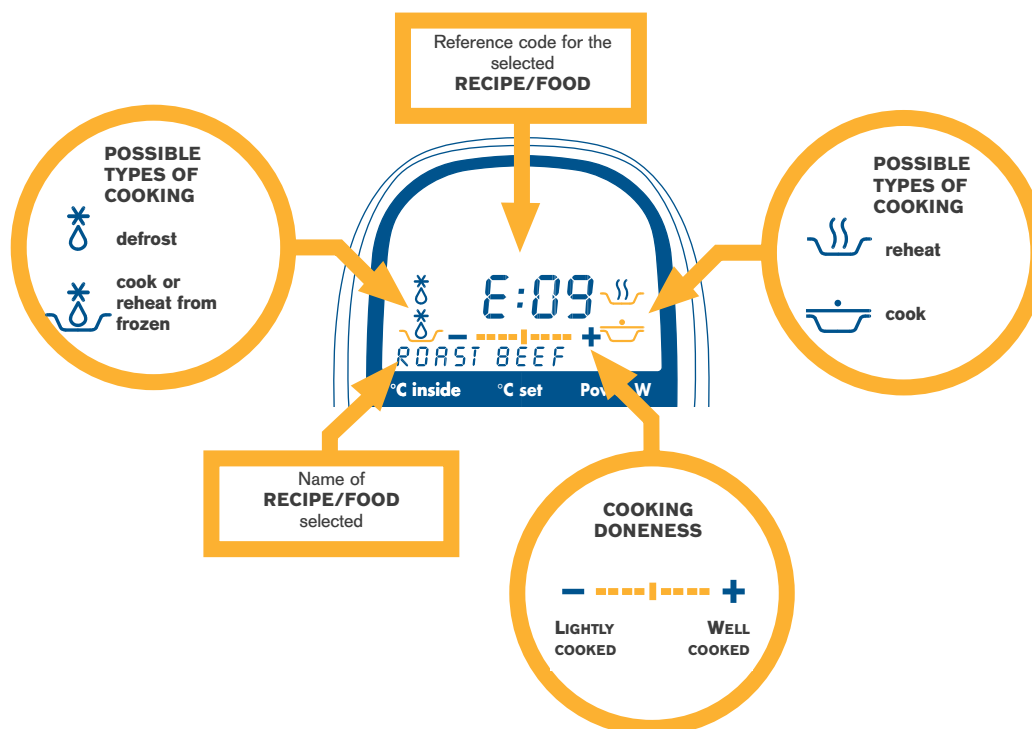 Reference code for the
selected
RECIPE/FOOD
POSSIBLE
TYPES OF
COOKING
defrost
cook or
reheat from
frozen
POSSIBLE
TYPES OF
COOKING
reheat
cook
E:09
ROAST BEEF
°C inside °C set Pow W
Name of
RECIPE/FOOD
selected
COOKING
DONENESS
LIGHTLY
COOKED
WELL
COOKED